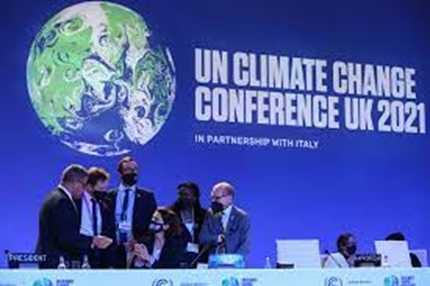 UN CLIMATE CHANGE
CONFERENCE UK 2021
IN PARTNERSHIP WITH ITALY
PRESIDENT